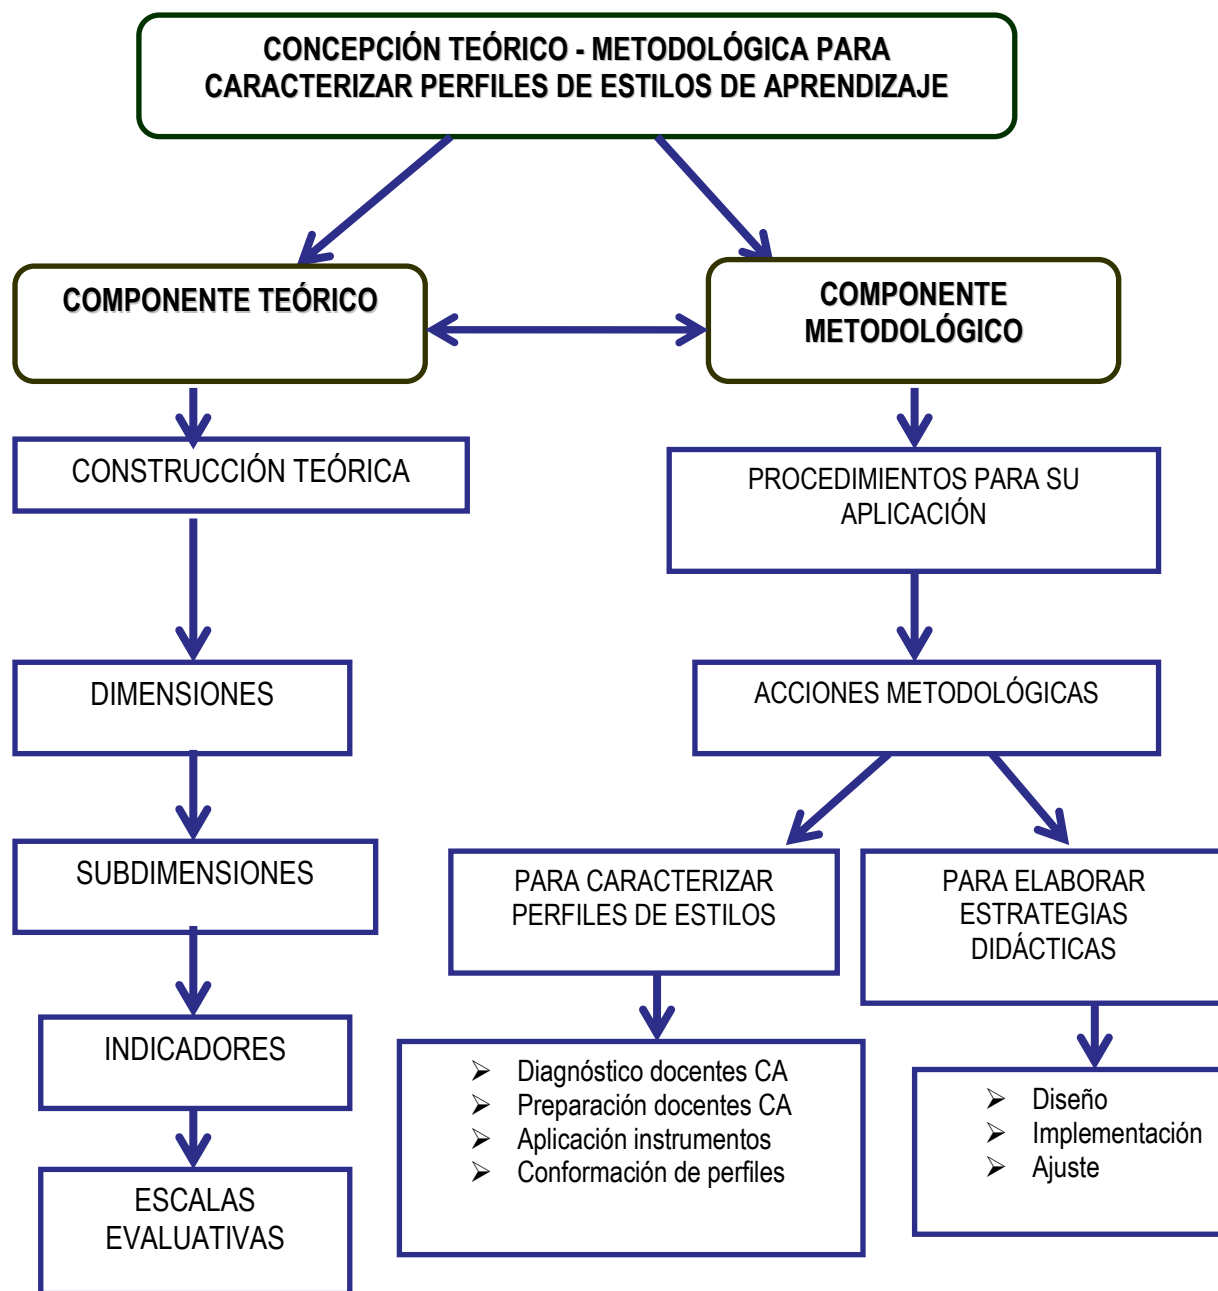 CONCEPCIÓN TEÓRICO - METODOLÓGICA PARA
CARACTERIZAR PERFILES DE ESTILOS DE APRENDIZAJE
COMPONENTE TEÓRICO
COMPONENTE
METODOLÓGICO
CONSTRUCCIÓN TEÓRICA
PROCEDIMIENTOS PARA SU
APLICACIÓN
DIMENSIONES
ACCIONES METODOLÓGICAS
SUBDIMENSIONES
PARA CARACTERIZAR
PERFILES DE ESTILOS
PARA ELABORAR
ESTRATEGIAS
DIDÁCTICAS
INDICADORES
➢ Diagnóstico docentes CA
➢ Preparación docentes CA
➢ Aplicación instrumentos
➢ Conformación de perfiles
➢ Diseño
➢ Implementación
➢ Ajuste
ESCALAS
EVALUATIVAS